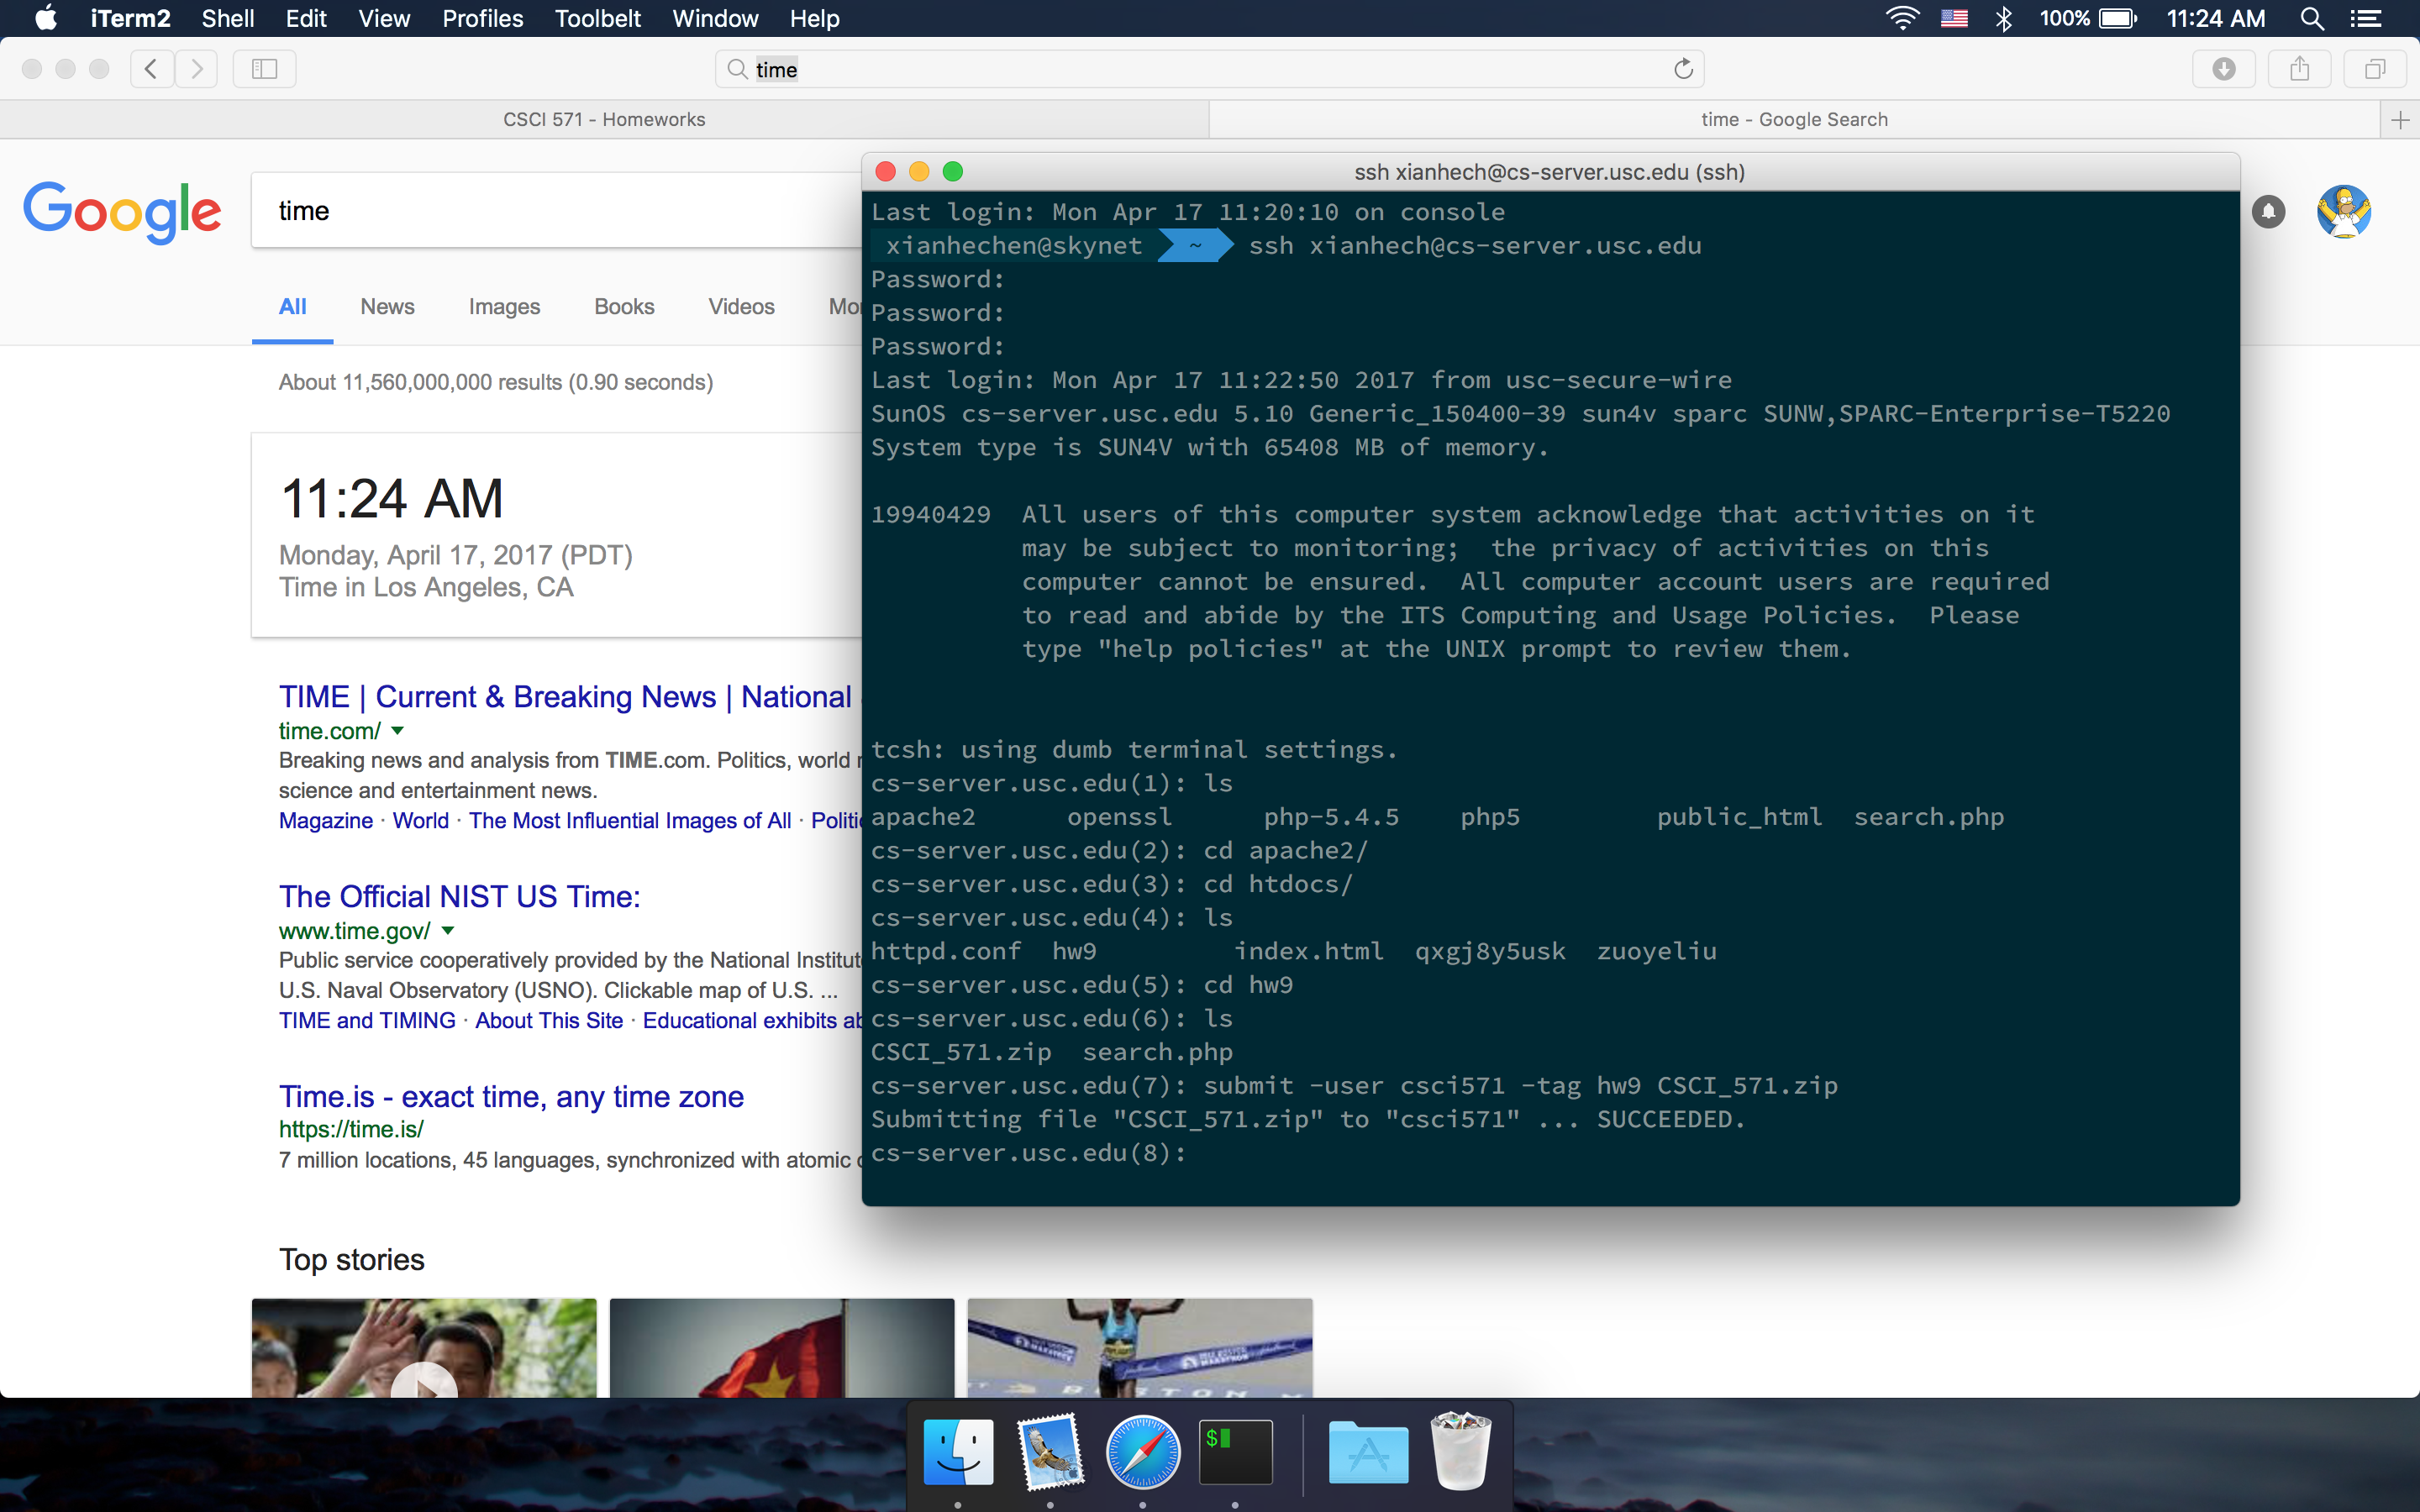 iTerm2 Shell Edit View Profiles Toolbelt Window Help 100% 11:24 AM
time
CSCI 571 - Homeworks
time - Google Search
Google
time
All News Images Books Videos
About 11,560,000,000 results (0.90 seconds)
11:24 AM
Monday, April 17, 2017 (PDT)
Time in Los Angeles, CA
TIME | Current & Breaking News | National
time.com/
Breaking news and analysis from TIME.com. Politics, world
science and entertainment news.
Magazine · World · The Most Influential Images of All ·
The Official NIST US Time:
www.time.gov/
Public service cooperatively provided by the National
U.S. Naval Observatory (USNO). Clickable map of U.S. ...
TIME and TIMING · About This Site · Educational exhibits
Time.is - exact time, any time zone
https://time.is/
7 million locations, 45 languages, synchronized with atomic
Top stories
ssh xianhech@cs-server.usc.edu (ssh)
Last login: Mon Apr 17 11:20:10 on console
xianhechen@skynet ~ ssh xianhech@cs-server.usc.edu
Password:
Password:
Password:
Last login: Mon Apr 17 11:22:50 2017 from usc-secure-wire
SunOS cs-server.usc.edu 5.10 Generic_150400-39 sun4v sparc SUNW,SPARC-Enterprise-T5220
System type is SUN4V with 65408 MB of memory.
19940429 All users of this computer system acknowledge that activities on it
may be subject to monitoring; the privacy of activities on this
computer cannot be ensured. All computer account users are required
to read and abide by the ITS Computing and Usage Policies. Please
type "help policies" at the UNIX prompt to review them.
tcsh: using dumb terminal settings.
cs-server.usc.edu(1): ls
apache2 openssl php-5.4.5 php5 public_html search.php
cs-server.usc.edu(2): cd apache2/
cs-server.usc.edu(3): cd htdocs/
cs-server.usc.edu(4): ls
httpd.conf hw9 index.html qxgj8y5usk zuoyeliu
cs-server.usc.edu(5): cd hw9
cs-server.usc.edu(6): ls
CSCI_571.zip search.php
cs-server.usc.edu(7): submit -user csci571 -tag hw9 CSCI_571.zip
Submitting file "CSCI_571.zip" to "csci571" ... SUCCEEDED.
cs-server.usc.edu(8):
$